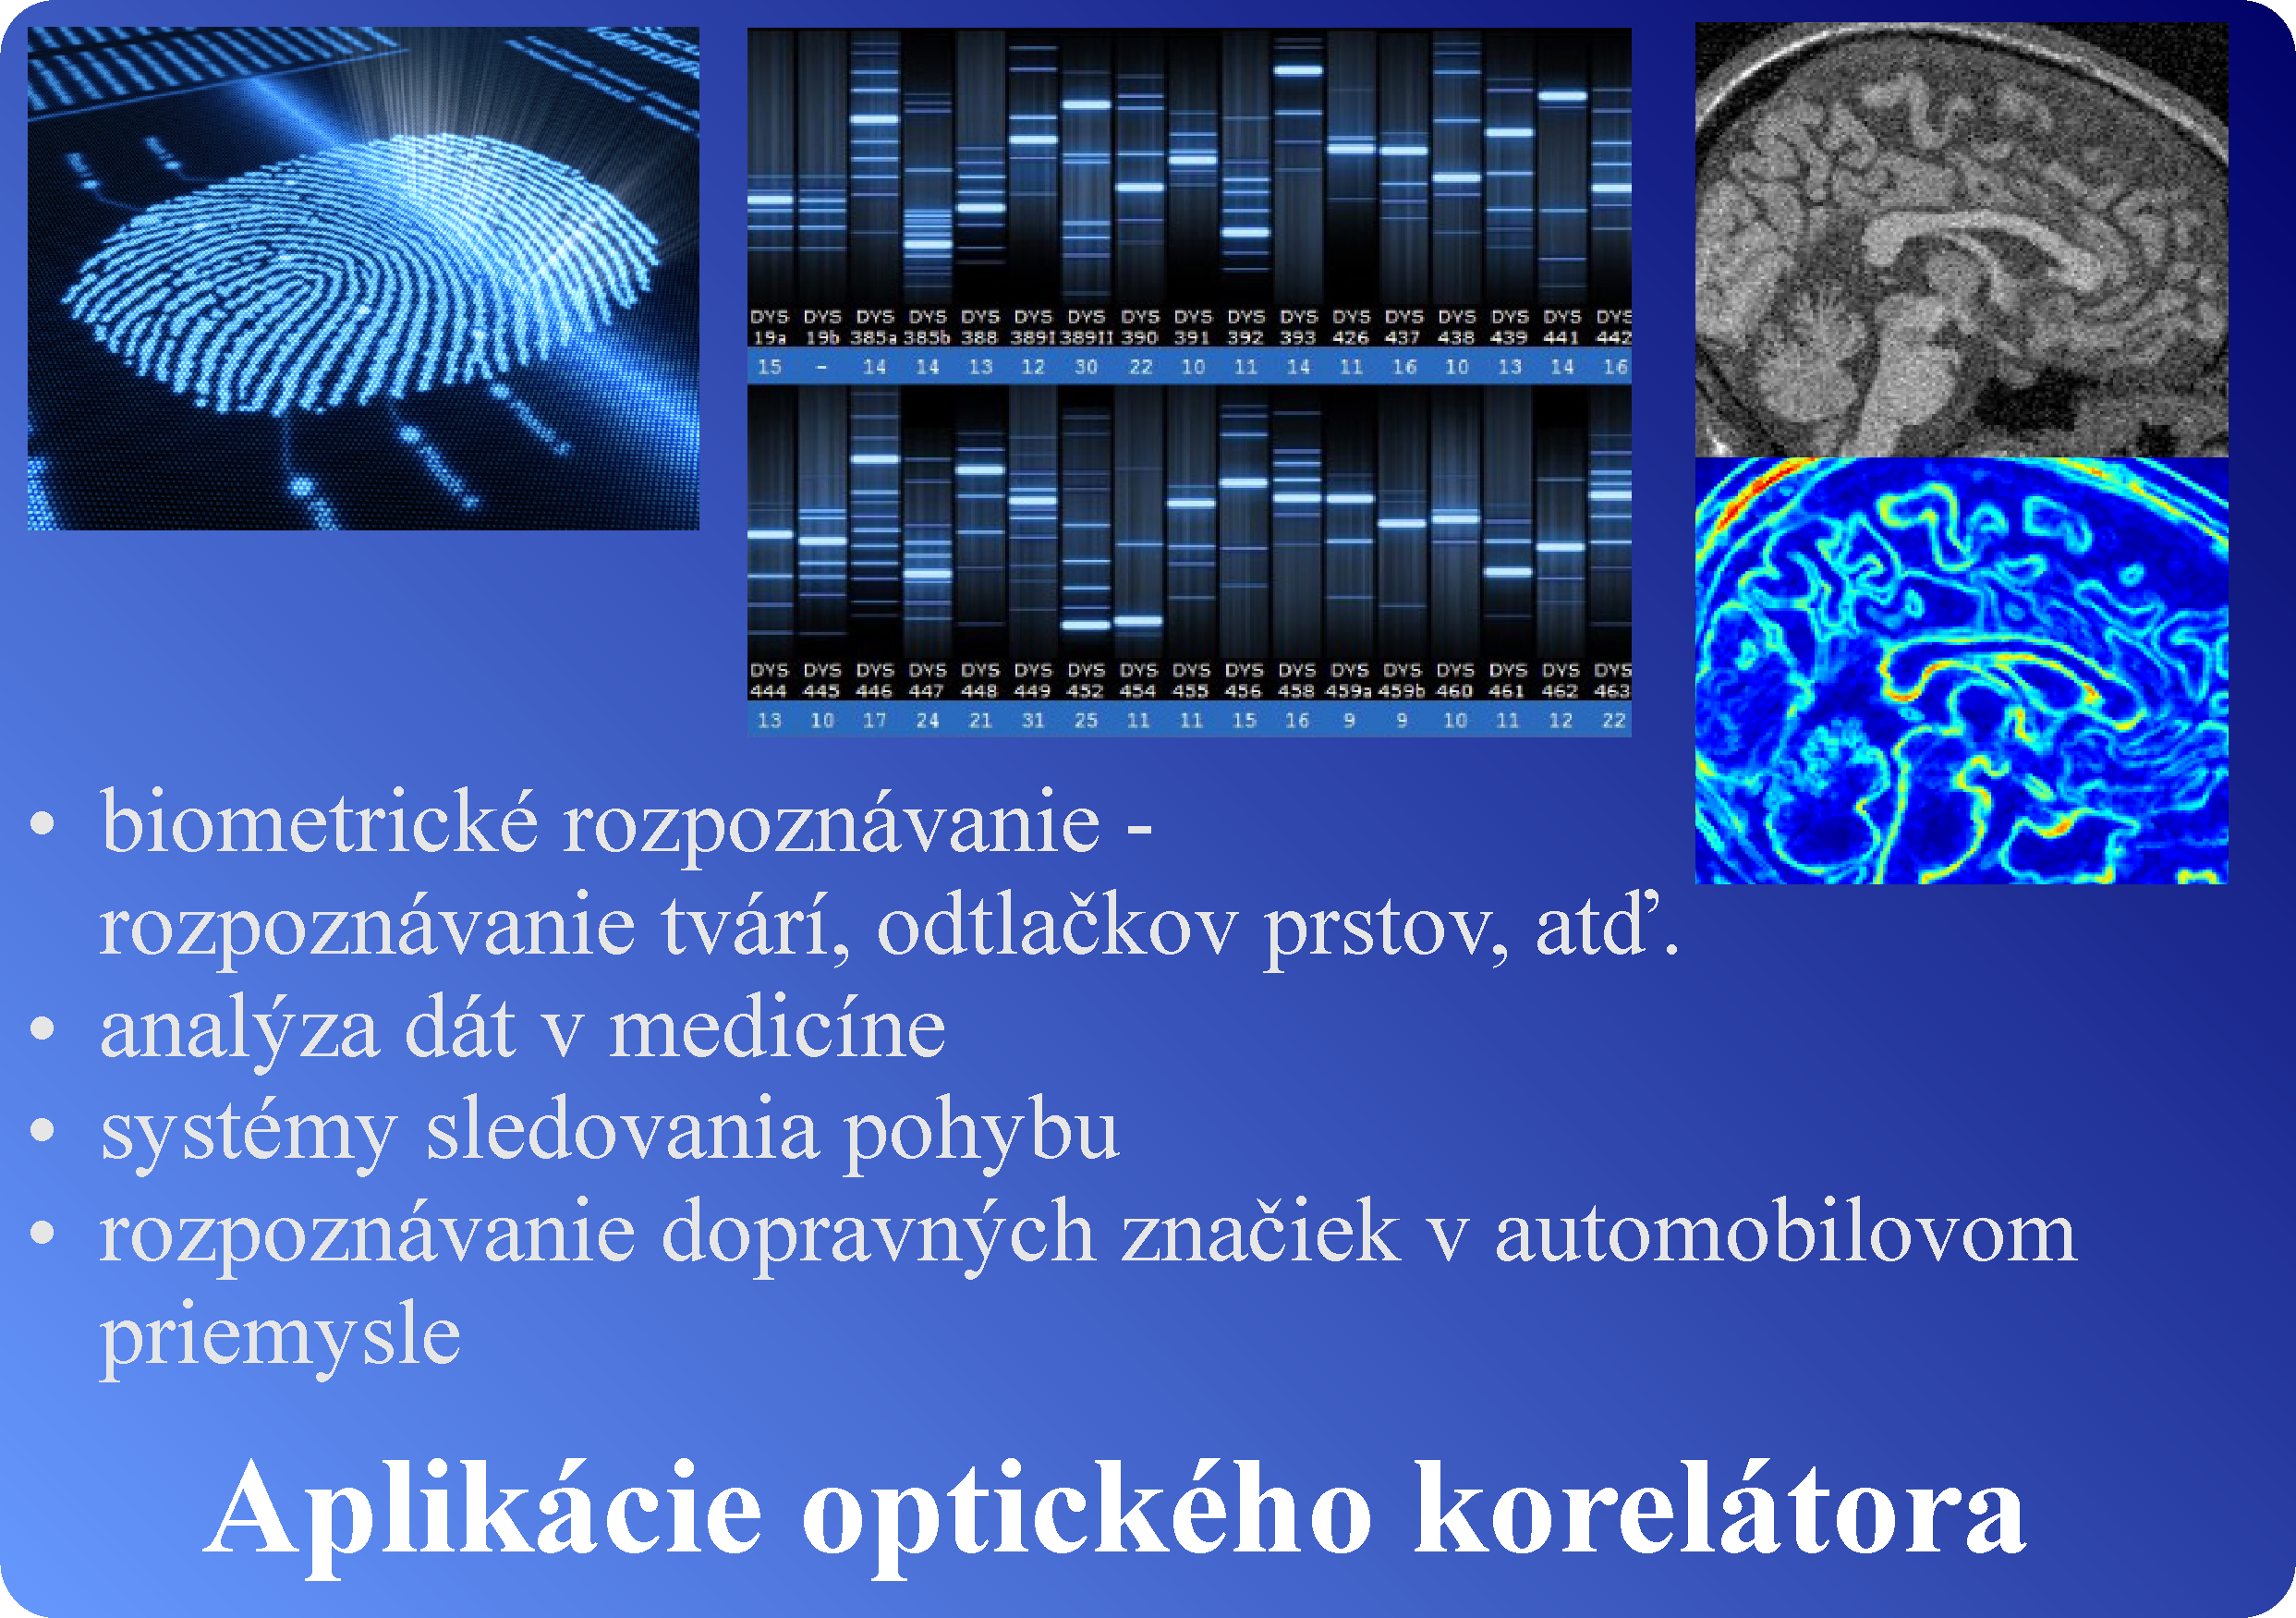 DYS DYS DYS DYS DYS DYS DYS DYS DYS DYS DYS DYS DYS DYS DYS DYS DYS
19a 19b 385a 385b 388 389I 389II 390 391 392 393 426 437 438 439 441 442
15 - 14 14 13 12 30 22 10 11 14 11 16 10 13 14 16
DYS DYS DYS DYS DYS DYS DYS DYS DYS DYS DYS DYS DYS DYS DYS DYS DYS
444 445 446 447 448 449 452 454 455 456 458 459a 459b 460 461 462 463
13 10 17 24 21 31 25 11 11 15 16 9 9 10 11 12 22
• biometrické rozpoznávanie -
rozpoznávanie tvárí, odtlačkov prstov, atď.
• analýza dát v medicíne
• systémy sledovania pohybu
• rozpoznávanie dopravných značiek v automobilovom
priemysle
Aplikácie optického korelátora